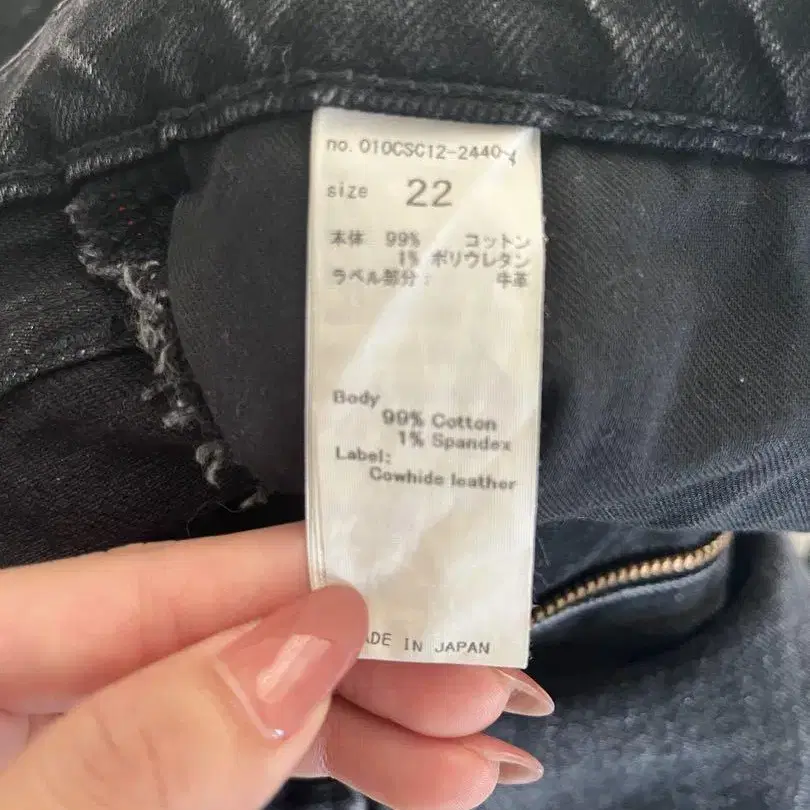 no. 010CSC12-2440-
size 22
本体 99% コットン
1% ポリウレタン
ラベル部分: 牛革
Body
99% Cotton
1% Spandex
Label:
Cowhide leather
ADE IN JAPAN